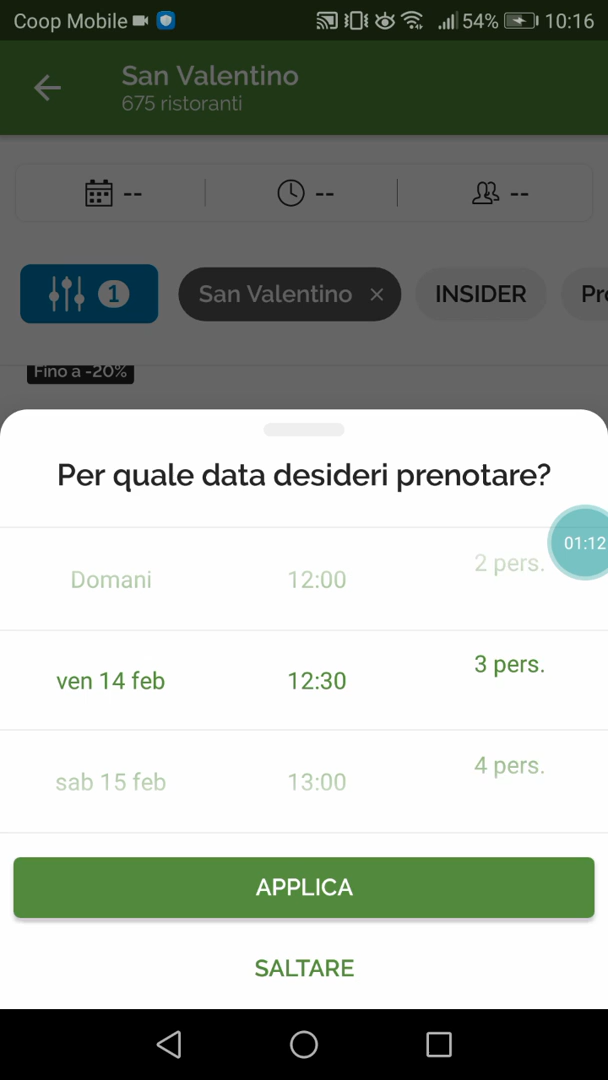 Coop Mobile 54% 10:16
San Valentino
675 ristoranti
-- -- --
1 San Valentino × INSIDER Pr
Fino a -20%
Per quale data desideri prenotare?
01:12
Domani 12:00 2 pers.
ven 14 feb 12:30 3 pers.
sab 15 feb 13:00 4 pers.
APPLICA
SALTARE